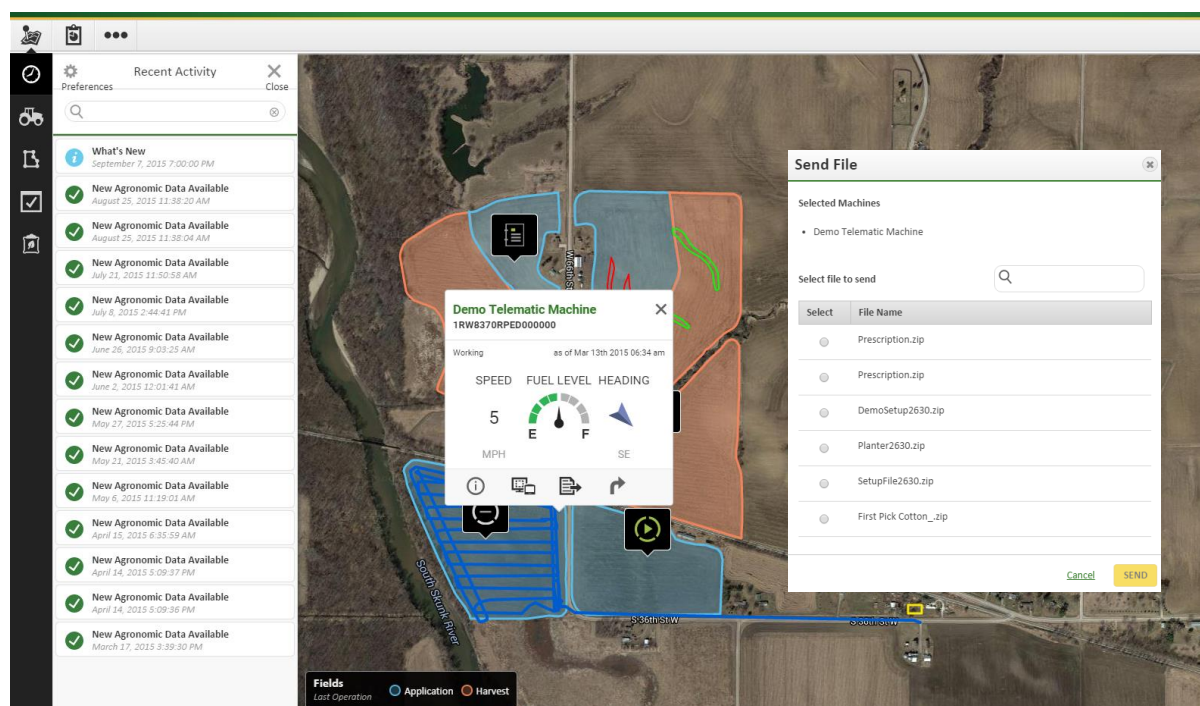 Preferences
Recent Activity
Close
What's New
September 7, 2015 7:00:00 PM
New Agronomic Data Available
August 25, 2015 11:38:20 AM
New Agronomic Data Available
August 25, 2015 11:38:04 AM
New Agronomic Data Available
July 21, 2015 11:50:58 AM
New Agronomic Data Available
July 8, 2015 2:44:41 PM
New Agronomic Data Available
June 26, 2015 9:03:25 AM
New Agronomic Data Available
June 2, 2015 12:01:41 AM
New Agronomic Data Available
May 27, 2015 5:25:44 PM
New Agronomic Data Available
May 21, 2015 3:45:40 AM
New Agronomic Data Available
May 6, 2015 11:19:01 AM
New Agronomic Data Available
April 15, 2015 6:35:59 AM
New Agronomic Data Available
April 14, 2015 5:09:37 PM
New Agronomic Data Available
April 14, 2015 5:09:36 PM
New Agronomic Data Available
March 17, 2015 3:39:30 PM
W 66th St
Demo Telematic Machine
1RW8370RPED000000
Working
as of Mar 13th 2015 06:34 am
SPEED FUEL LEVEL HEADING
5
E F
MPH SE
South Skunk River
S 36th St W
S 36th St W
Fields
Last Operation
Application
Harvest
Send File
Selected Machines
• Demo Telematic Machine
Select file to send
Select File Name
Prescription.zip
Prescription.zip
DemoSetup2630.zip
Planter2630.zip
SetupFile2630.zip
First Pick Cotton_.zip
Cancel SEND